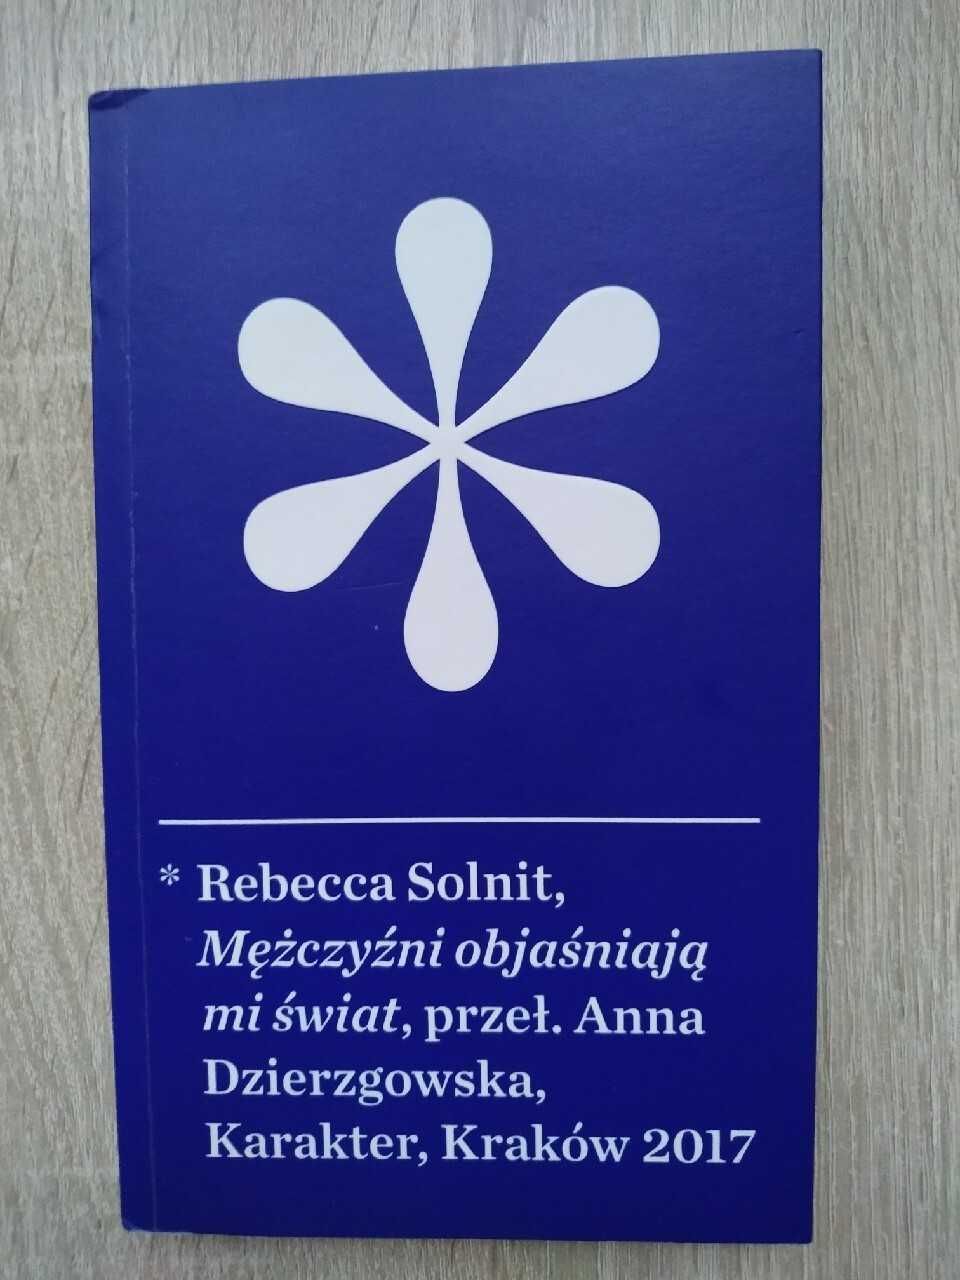 * Rebecca Solnit,
Mężczyźni objaśniają
mi świat, przeł. Anna
Dzierzgowska,
Karakter, Kraków 2017